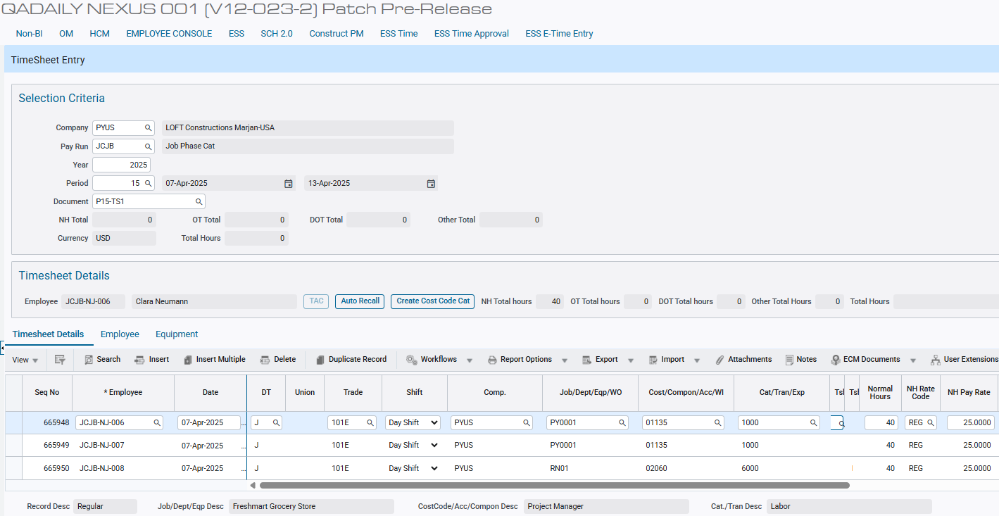 QADAILY NEXUS 001 (V12-023-2) Patch Pre-Release
Non-BI OM HCM EMPLOYEE CONSOLE ESS SCH 2.0 Construct PM ESS Time ESS Time Approval ESS E-Time Entry
TimeSheet Entry
Selection Criteria
Company PYUS LOFT Constructions Marjan-USA
Pay Run JCJB Job Phase Cat
Year 2025
Period 15 07-Apr-2025 13-Apr-2025
Document P15-TS1
NH Total 0 OT Total 0 DOT Total 0 Other Total 0
Currency USD Total Hours 0
Timesheet Details
Employee JCJB-NJ-006 Clara Neumann TAC Auto Recall Create Cost Code Cat NH Total hours 40 OT Total hours 0 DOT Total hours 0 Other Total Hours 0 Total Hours
Timesheet Details Employee Equipment
View Search Insert Insert Multiple Delete Duplicate Record Workflows Report Options Export Import Attachments Notes ECM Documents User Extensions
Seq No * Employee Date DT Union Trade Shift Comp. Job/Dept/Eqp/WO Cost/Compon/Acc/WI Cat/Tran/Exp Normal Hours NH Rate Code NH Pay Rate
665948 JCJB-NJ-006 07-Apr-2025 ... J 101E Day Shift PYUS PY0001 01135 1000 40 REG 25.0000
665949 JCJB-NJ-007 07-Apr-2025 ... J 101E Day Shift PYUS PY0001 01135 1000 40 REG 25.0000
665950 JCJB-NJ-008 07-Apr-2025 ... J 101E Day Shift PYUS RN01 02060 6000 40 REG 25.0000
Record Desc Regular Job/Dept/Eqp Desc Freshmart Grocery Store CostCode/Acc/Compon Desc Project Manager Cat./Tran Desc Labor